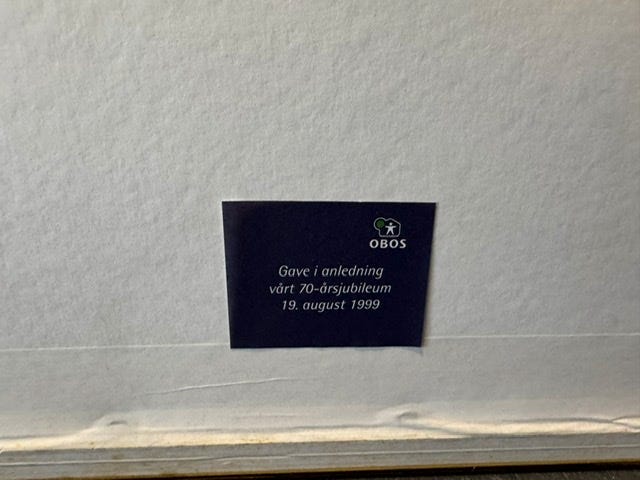 OBOS
Gave i anledning
vårt 70-årsjubileum
19. august 1999